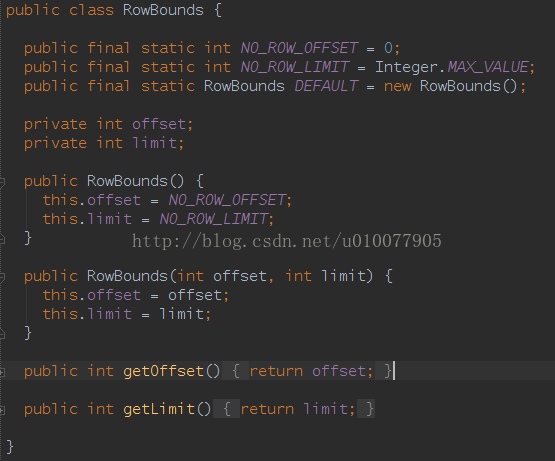 public class RowBounds {
public final static int NO_ROW_OFFSET = 0;
public final static int NO_ROW_LIMIT = Integer.MAX_VALUE;
public final static RowBounds DEFAULT = new RowBounds();
private int offset;
private int limit;
public RowBounds() {
this.offset = NO_ROW_OFFSET;
this.limit = NO_ROW_LIMIT;
}
http://blog.csdn.net/u010077905
public RowBounds(int offset, int limit) {
this.offset = offset;
this.limit = limit;
}
public int getOffset() { return offset; }
public int getLimit() { return limit; }
}